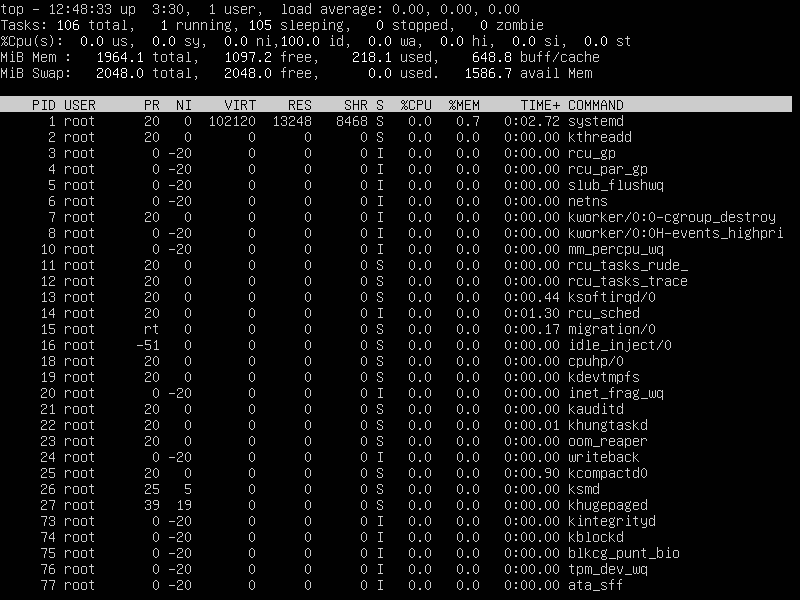 top - 12:48:33 up  3:30,  1 user,  load average: 0.00, 0.00, 0.00
Tasks: 106 total,   1 running, 105 sleeping,   0 stopped,   0 zombie
%Cpu(s):  0.0 us,  0.0 sy,  0.0 ni,100.0 id,  0.0 wa,  0.0 hi,  0.0 si,  0.0 st
MiB Mem :   1964.1 total,   1097.2 free,    218.1 used,    648.8 buff/cache
MiB Swap:   2048.0 total,   2048.0 free,      0.0 used.   1586.7 avail Mem
    PID USER      PR  NI    VIRT    RES    SHR S  %CPU  %MEM     TIME+ COMMAND
      1 root      20   0  102120  13248   8468 S   0.0   0.7   0:02.72 systemd
      2 root      20   0       0      0      0 S   0.0   0.0   0:00.00 kthreadd
      3 root       0 -20       0      0      0 I   0.0   0.0   0:00.00 rcu_gp
      4 root       0 -20       0      0      0 I   0.0   0.0   0:00.00 rcu_par_gp
      5 root       0 -20       0      0      0 I   0.0   0.0   0:00.00 slub_flushwq
      6 root       0 -20       0      0      0 I   0.0   0.0   0:00.00 netns
      7 root      20   0       0      0      0 I   0.0   0.0   0:00.00 kworker/0:0-cgroup_destroy
      8 root       0 -20       0      0      0 I   0.0   0.0   0:00.00 kworker/0:0H-events_highpri
     10 root       0 -20       0      0      0 I   0.0   0.0   0:00.00 mm_percpu_wq
     11 root      20   0       0      0      0 S   0.0   0.0   0:00.00 rcu_tasks_rude_
     12 root      20   0       0      0      0 S   0.0   0.0   0:00.00 rcu_tasks_trace
     13 root      20   0       0      0      0 S   0.0   0.0   0:00.44 ksoftirqd/0
     14 root      20   0       0      0      0 I   0.0   0.0   0:01.30 rcu_sched
     15 root      rt   0       0      0      0 S   0.0   0.0   0:00.17 migration/0
     16 root     -51   0       0      0      0 S   0.0   0.0   0:00.00 idle_inject/0
     18 root      20   0       0      0      0 S   0.0   0.0   0:00.00 cpuhp/0
     19 root      20   0       0      0      0 S   0.0   0.0   0:00.00 kdevtmpfs
     20 root       0 -20       0      0      0 I   0.0   0.0   0:00.00 inet_frag_wq
     21 root      20   0       0      0      0 S   0.0   0.0   0:00.00 kauditd
     22 root      20   0       0      0      0 S   0.0   0.0   0:00.01 khungtaskd
     23 root      20   0       0      0      0 S   0.0   0.0   0:00.00 oom_reaper
     24 root       0 -20       0      0      0 I   0.0   0.0   0:00.00 writeback
     25 root      20   0       0      0      0 S   0.0   0.0   0:00.90 kcompactd0
     26 root      25   5       0      0      0 S   0.0   0.0   0:00.00 ksmd
     27 root      39  19       0      0      0 S   0.0   0.0   0:00.00 khugepaged
     73 root       0 -20       0      0      0 I   0.0   0.0   0:00.00 kintegrityd
     74 root       0 -20       0      0      0 I   0.0   0.0   0:00.00 kblockd
     75 root       0 -20       0      0      0 I   0.0   0.0   0:00.00 blkcg_punt_bio
     76 root       0 -20       0      0      0 I   0.0   0.0   0:00.00 tpm_dev_wq
     77 root       0 -20       0      0      0 I   0.0   0.0   0:00.00 ata_sff